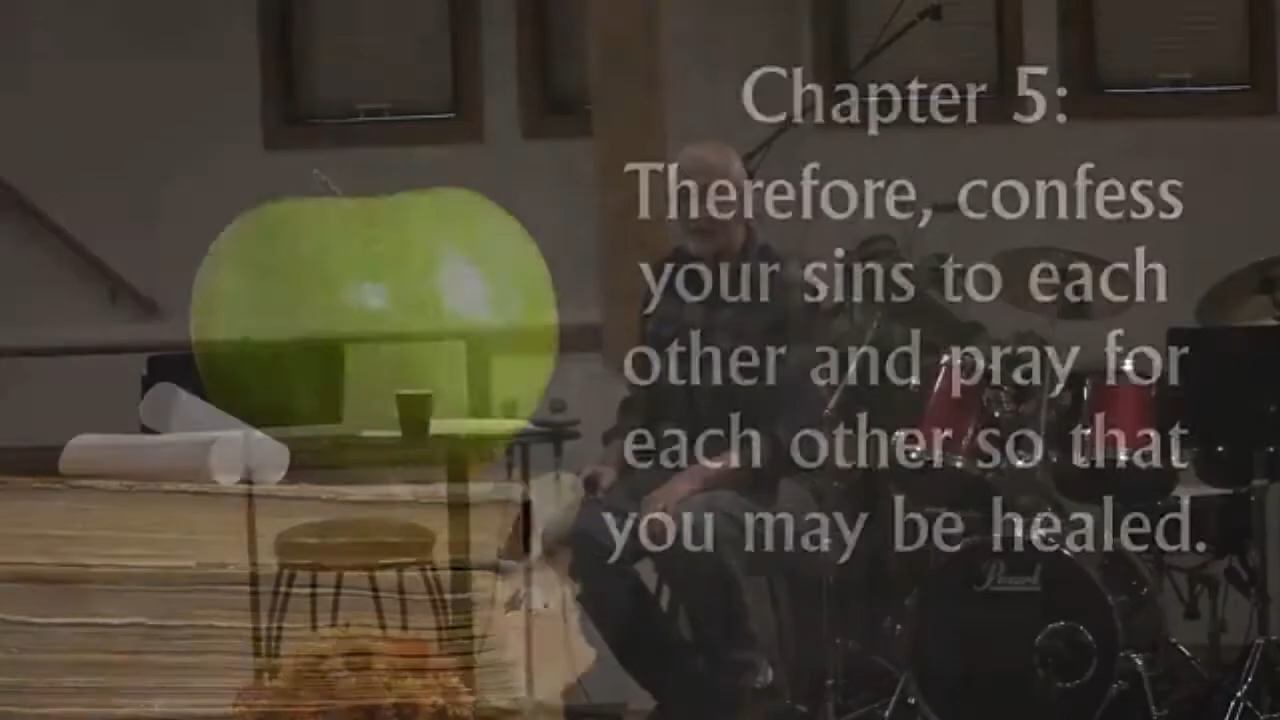 Chapter 5:
Therefore, confess
your sins to each
other and pray for
each other so that
you may be healed.
Pearl